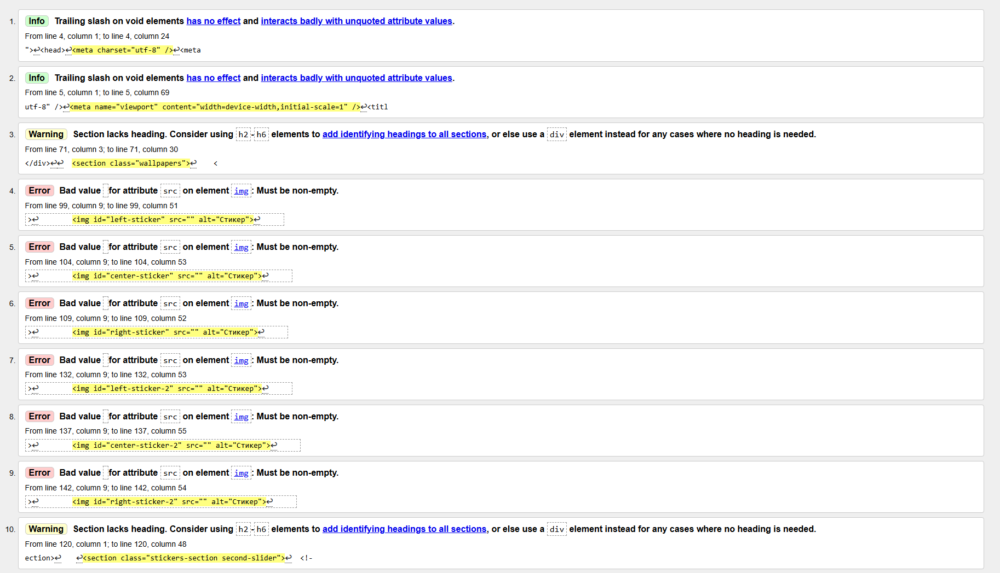 1. Info Trailing slash on void elements has no effect and interacts badly with unquoted attribute values.
From line 4, column 1; to line 4, column 24
">↩<head>↩<meta charset="utf-8" />↩<meta
2. Info Trailing slash on void elements has no effect and interacts badly with unquoted attribute values.
From line 5, column 1; to line 5, column 69
utf-8" />↩<meta name="viewport" content="width=device-width,initial-scale=1" />↩<titl
3. Warning Section lacks heading. Consider using h2-h6 elements to add identifying headings to all sections, or else use a div element instead for any cases where no heading is needed.
From line 71, column 3; to line 71, column 30
</div>↩↩  <section class="wallpapers">↩    <
4. Error Bad value for attribute src on element img: Must be non-empty.
From line 99, column 9; to line 99, column 51
>↩        <img id="left-sticker" src="" alt="Стикер">↩
5. Error Bad value for attribute src on element img: Must be non-empty.
From line 104, column 9; to line 104, column 53
>↩        <img id="center-sticker" src="" alt="Стикер">↩
6. Error Bad value for attribute src on element img: Must be non-empty.
From line 109, column 9; to line 109, column 52
>↩        <img id="right-sticker" src="" alt="Стикер">↩
7. Error Bad value for attribute src on element img: Must be non-empty.
From line 132, column 9; to line 132, column 53
>↩        <img id="left-sticker-2" src="" alt="Стикер">↩
8. Error Bad value for attribute src on element img: Must be non-empty.
From line 137, column 9; to line 137, column 55
>↩        <img id="center-sticker-2" src="" alt="Стикер">↩
9. Error Bad value for attribute src on element img: Must be non-empty.
From line 142, column 9; to line 142, column 54
>↩        <img id="right-sticker-2" src="" alt="Стикер">↩
10. Warning Section lacks heading. Consider using h2-h6 elements to add identifying headings to all sections, or else use a div element instead for any cases where no heading is needed.
From line 120, column 1; to line 120, column 48
ection>↩   ↩<section class="stickers-section second-slider">↩  <!-